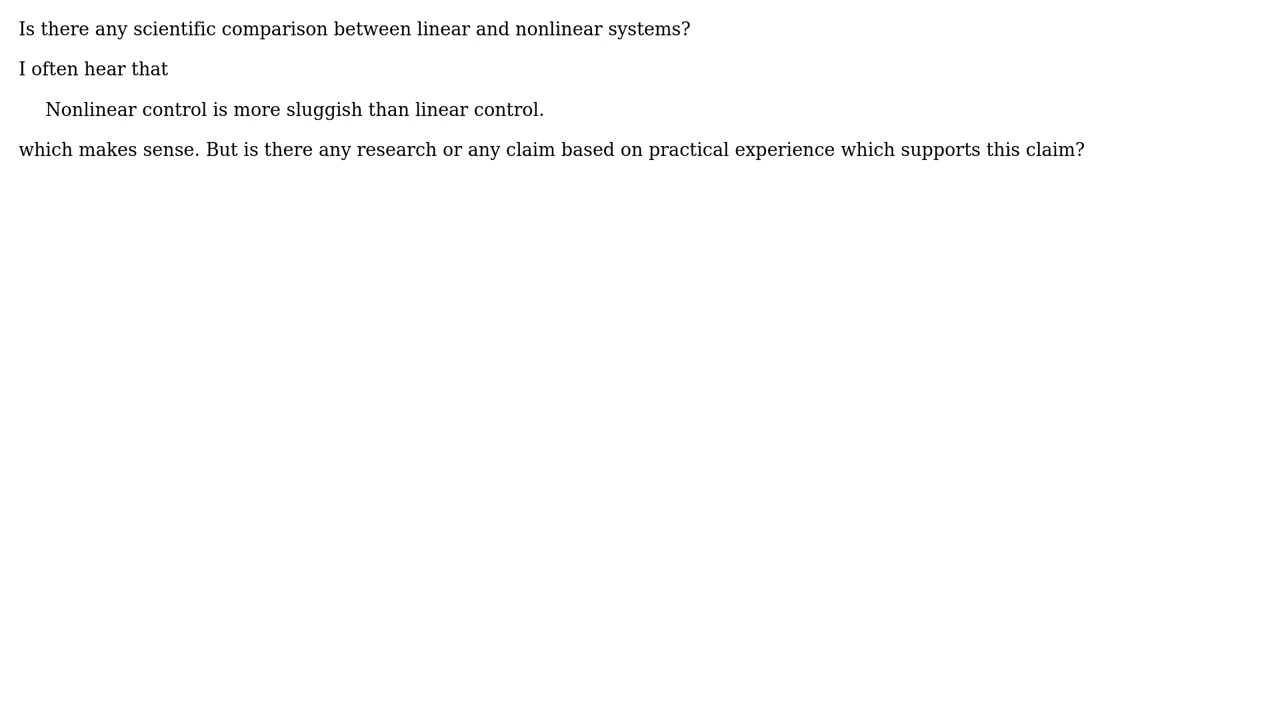 Is there any scientific comparison between linear and nonlinear systems?
I often hear that
Nonlinear control is more sluggish than linear control.
which makes sense. But is there any research or any claim based on practical experience which supports this claim?